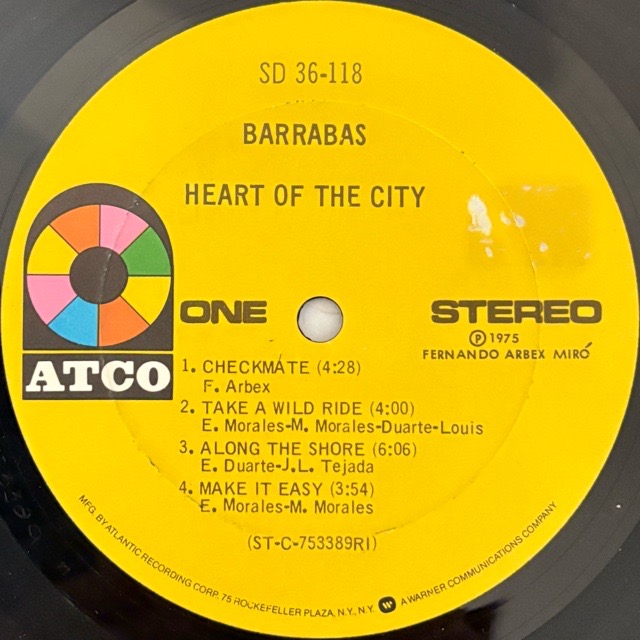 SD 36-118
BARRABAS
HEART OF THE CITY
ATCO
ONE
STEREO
Ⓟ 1975
FERNANDO ARBEX MIRÓ
1. CHECKMATE (4:28)
F. Arbex
2. TAKE A WILD RIDE (4:00)
E. Morales-M. Morales-Duarte-Louis
3. ALONG THE SHORE (6:06)
E. Duarte-J.L. Tejada
4. MAKE IT EASY (3:54)
E. Morales-M. Morales
(ST-C-753389RI)
MFG. BY ATLANTIC RECORDING CORP. 75 ROCKEFELLER PLAZA, N.Y., N.Y. W A WARNER COMMUNICATIONS COMPANY